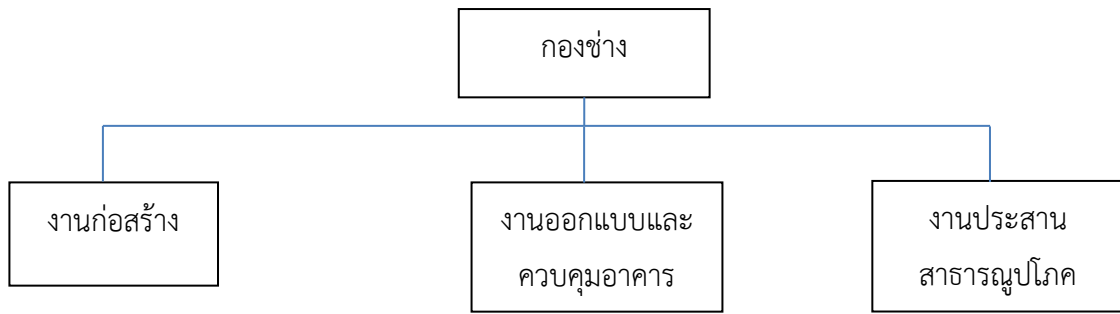 กองช่าง
งานก่อสร้าง
งานออกแบบและ
ควบคุมอาคาร
งานประสาน
สาธารณูปโภค